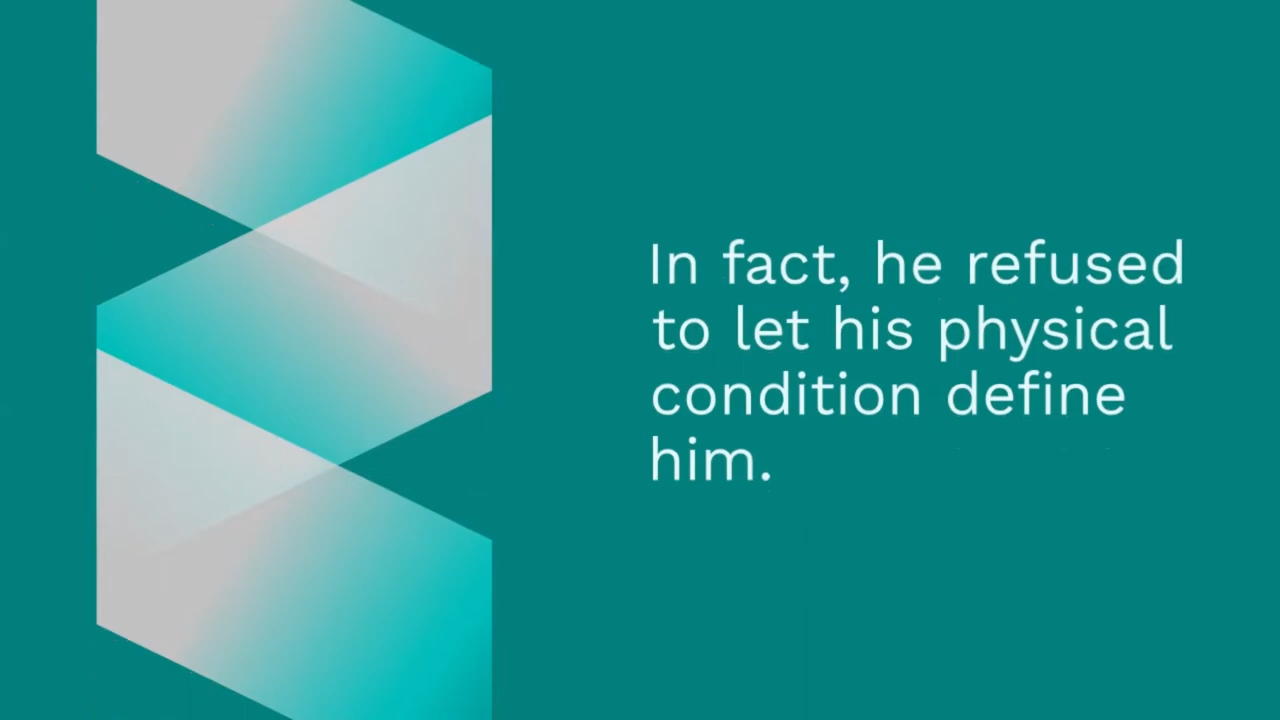 In fact, he refused
to let his physical
condition define
him.